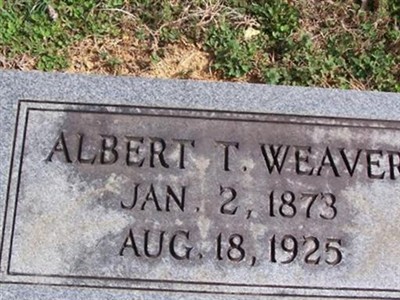 ALBERT T. WEAVER
JAN. 2, 1873
AUG. 18, 1925